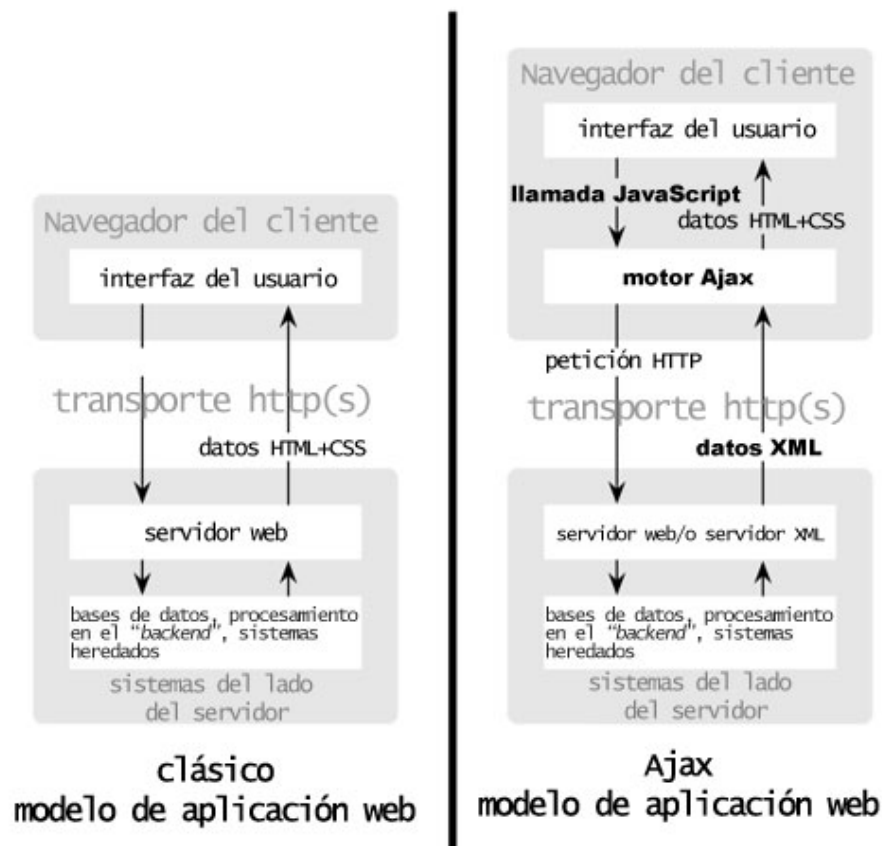 Navegador del cliente
interfaz del usuario
transporte http(s)
datos HTML+CSS
servidor web
bases de datos, procesamiento
en el "backend", sistemas
heredados
sistemas del lado
del servidor
clásico
modelo de aplicación web
Navegador del cliente
interfaz del usuario
llamada JavaScript
datos HTML+CSS
motor Ajax
petición HTTP
transporte http(s)
datos XML
servidor web/o servidor XML
bases de datos, procesamiento
en el "backend", sistemas
heredados
sistemas del lado
del servidor
Ajax
modelo de aplicación web